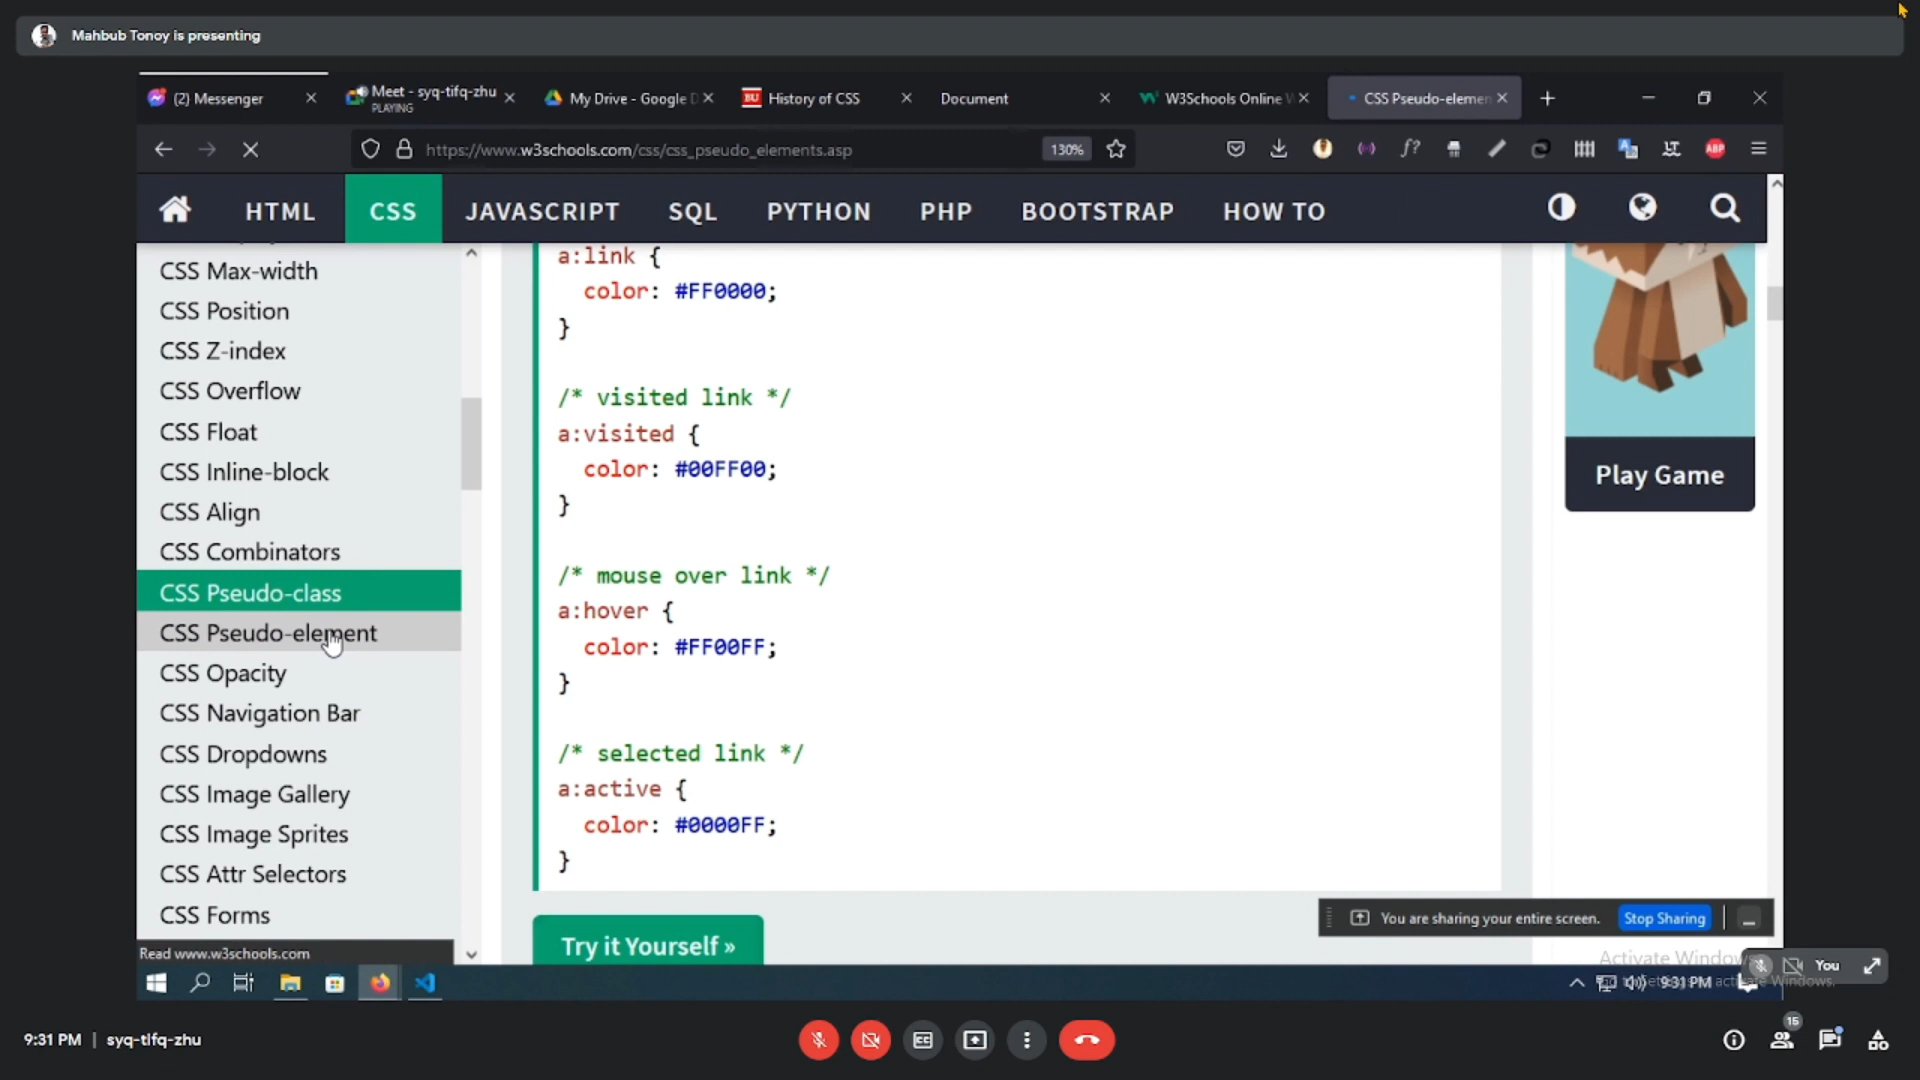 Mahbub Tonoy is presenting
(2) Messenger
Meet - syq-tifq-zhu
PLAYING
My Drive - Google D
BU
History of CSS
Document
W3Schools Online W
CSS Pseudo-elemen
https://www.w3schools.com/css/css_pseudo_elements.asp
130%
f?
ABP
HTML
CSS
JAVASCRIPT
SQL
PYTHON
PHP
BOOTSTRAP
HOW TO
CSS Max-width
CSS Position
CSS Z-index
CSS Overflow
CSS Float
CSS Inline-block
CSS Align
CSS Combinators
CSS Pseudo-class
CSS Pseudo-element
CSS Opacity
CSS Navigation Bar
CSS Dropdowns
CSS Image Gallery
CSS Image Sprites
CSS Attr Selectors
CSS Forms
Read www.w3schools.com
a:link {
color: #FF0000;
}
/* visited link */
a:visited {
color: #00FF00;
}
/* mouse over link */
a:hover {
color: #FF00FF;
}
/* selected link */
a:active {
color: #0000FF;
}
Try it Yourself »
Play Game
You are sharing your entire screen.
Stop Sharing
Activate Window
You
9:31 PM
Windows.
9:31 PM | syq-tifq-zhu
CC
15